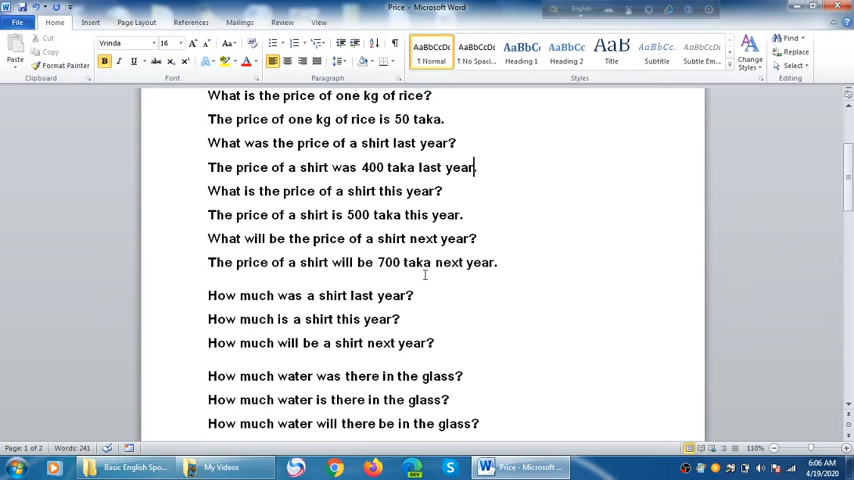 Price - Microsoft Word
English
File Home Insert Page Layout References Mailings Review View
Cut
Copy
Format Painter
Paste
Clipboard
Vrinda 16
Font
Paragraph
AaBbCcDc AaBbCcDc AaBbC AaBbCc AaB AaBbCc. AaBbCcDc
¶ Normal ¶ No Spaci... Heading 1 Heading 2 Title Subtitle Subtle Em...
Change Styles
Styles
Find
Replace
Select
Editing
What is the price of one kg of rice?
The price of one kg of rice is 50 taka.
What was the price of a shirt last year?
The price of a shirt was 400 taka last year.
What is the price of a shirt this year?
The price of a shirt is 500 taka this year.
What will be the price of a shirt next year?
The price of a shirt will be 700 taka next year.
How much was a shirt last year?
How much is a shirt this year?
How much will be a shirt next year?
How much water was there in the glass?
How much water is there in the glass?
How much water will there be in the glass?
Page: 1 of 2 Words: 241
110%
Basic English Spo... My Videos Price - Microsoft ...
6:06 AM
4/19/2020